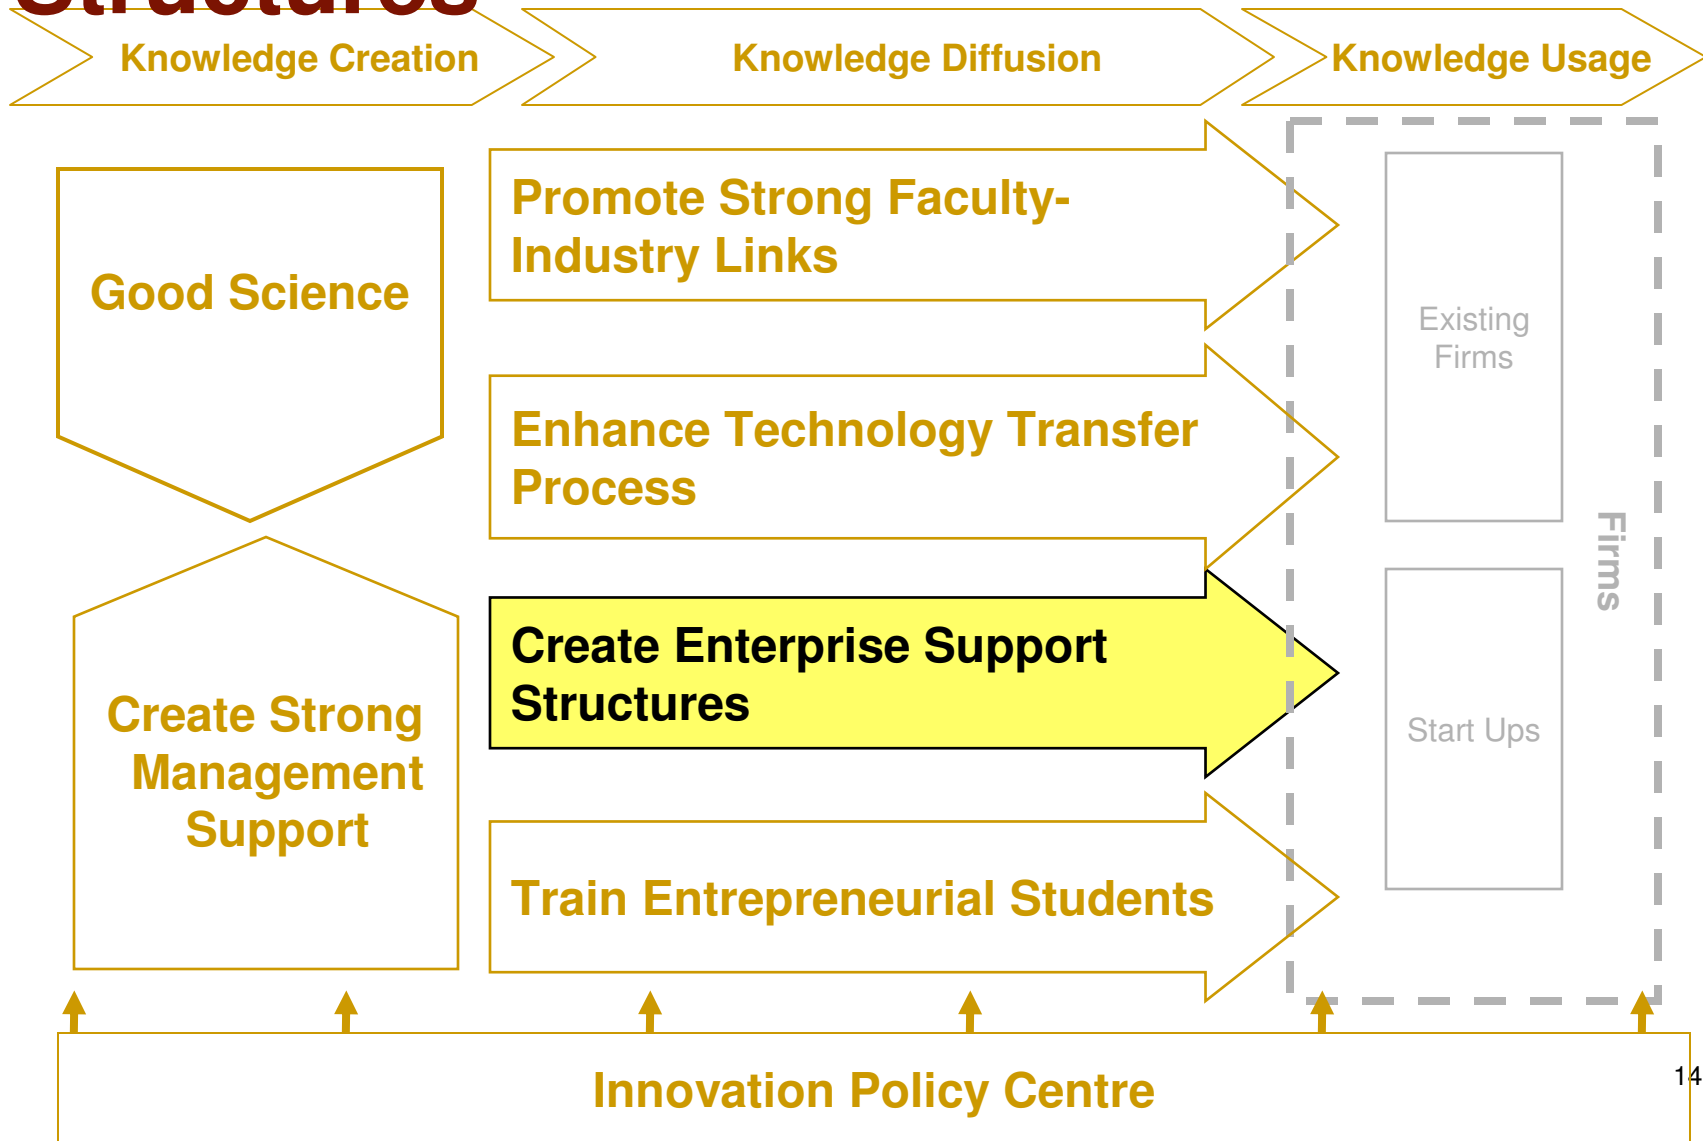 Structures
Knowledge Creation
Knowledge Diffusion
Knowledge Usage
Good Science
Promote Strong Faculty-
Industry Links
Enhance Technology Transfer
Process
Create Strong
Management
Support
Create Enterprise Support
Structures
Train Entrepreneurial Students
Existing
Firms
Start Ups
Firms
Innovation Policy Centre
14